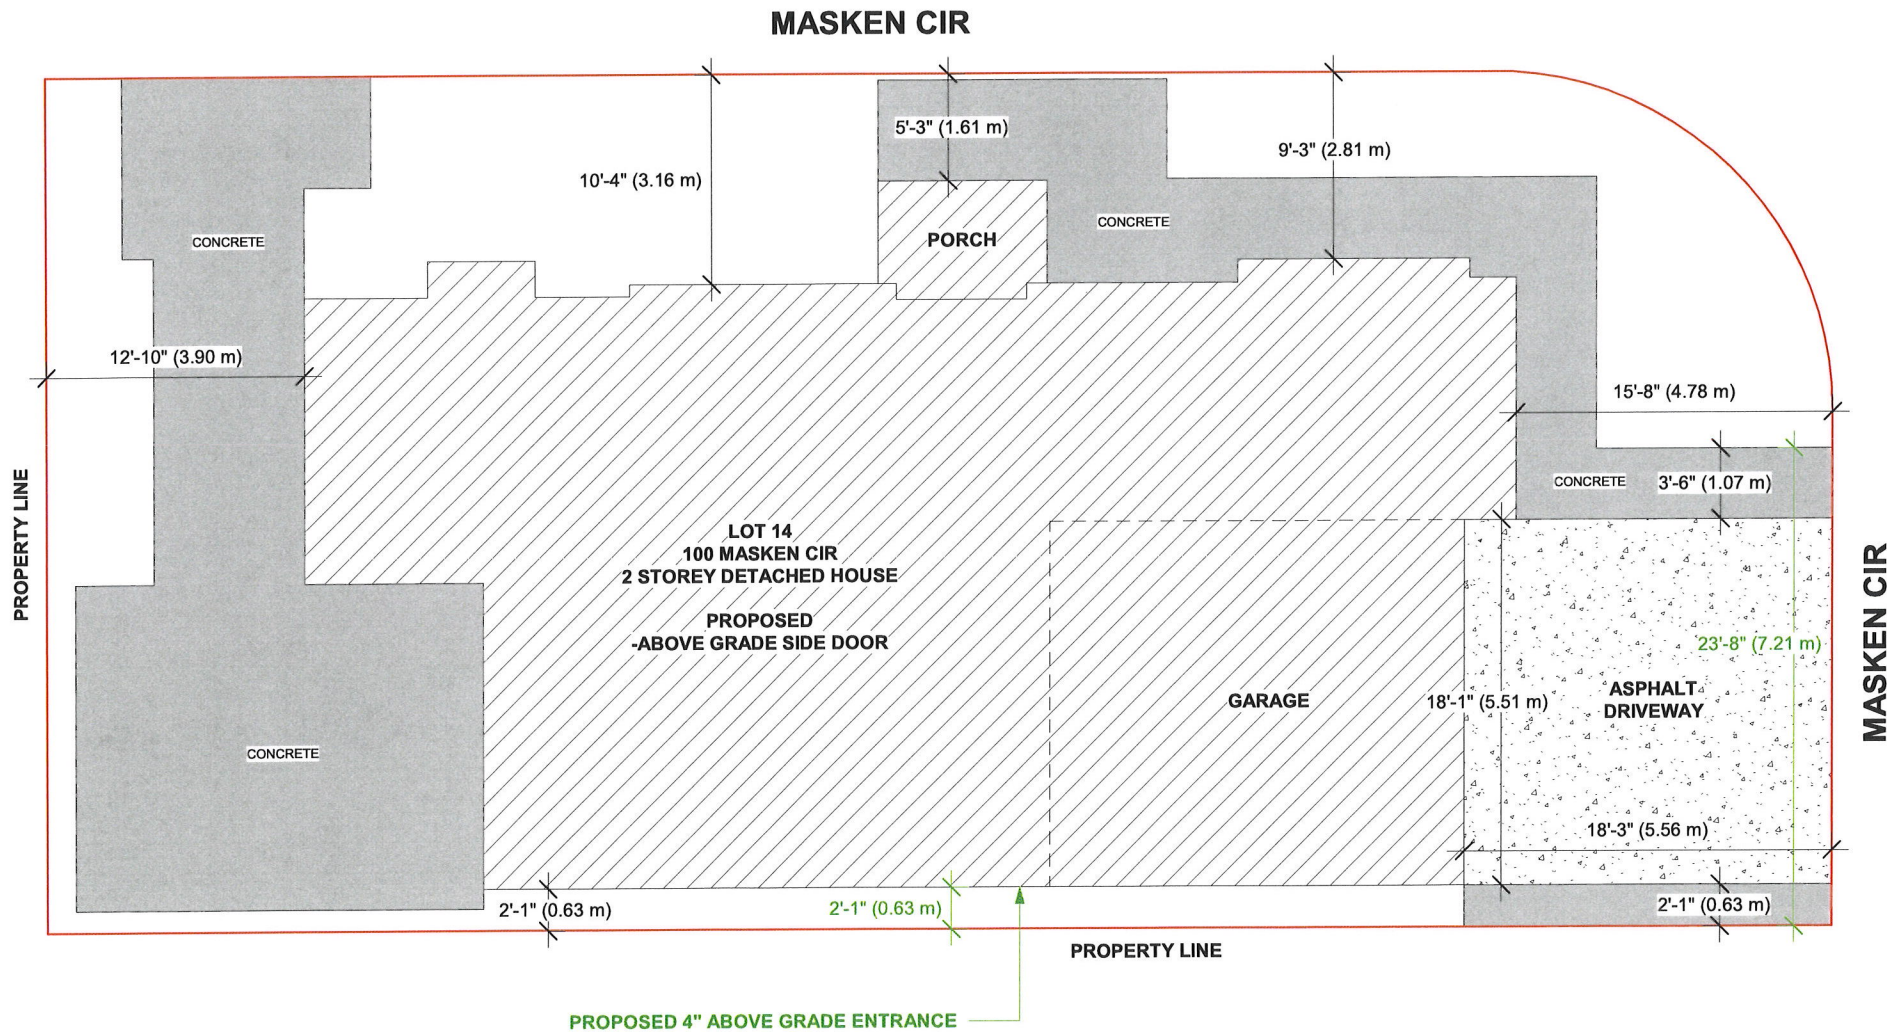 MASKEN CIR
5'-3" (1.61 m)
9'-3" (2.81 m)
10'-4" (3.16 m)
CONCRETE
PORCH
CONCRETE
12'-10" (3.90 m)
15'-8" (4.78 m)
CONCRETE
3'-6" (1.07 m)
PROPERTY LINE
LOT 14
100 MASKEN CIR
2 STOREY DETACHED HOUSE
PROPOSED
-ABOVE GRADE SIDE DOOR
MASKEN CIR
23'-8" (7.21 m)
GARAGE
18'-1" (5.51 m)
ASPHALT
DRIVEWAY
CONCRETE
18'-3" (5.56 m)
2'-1" (0.63 m)
2'-1" (0.63 m)
2'-1" (0.63 m)
PROPERTY LINE
PROPOSED 4" ABOVE GRADE ENTRANCE